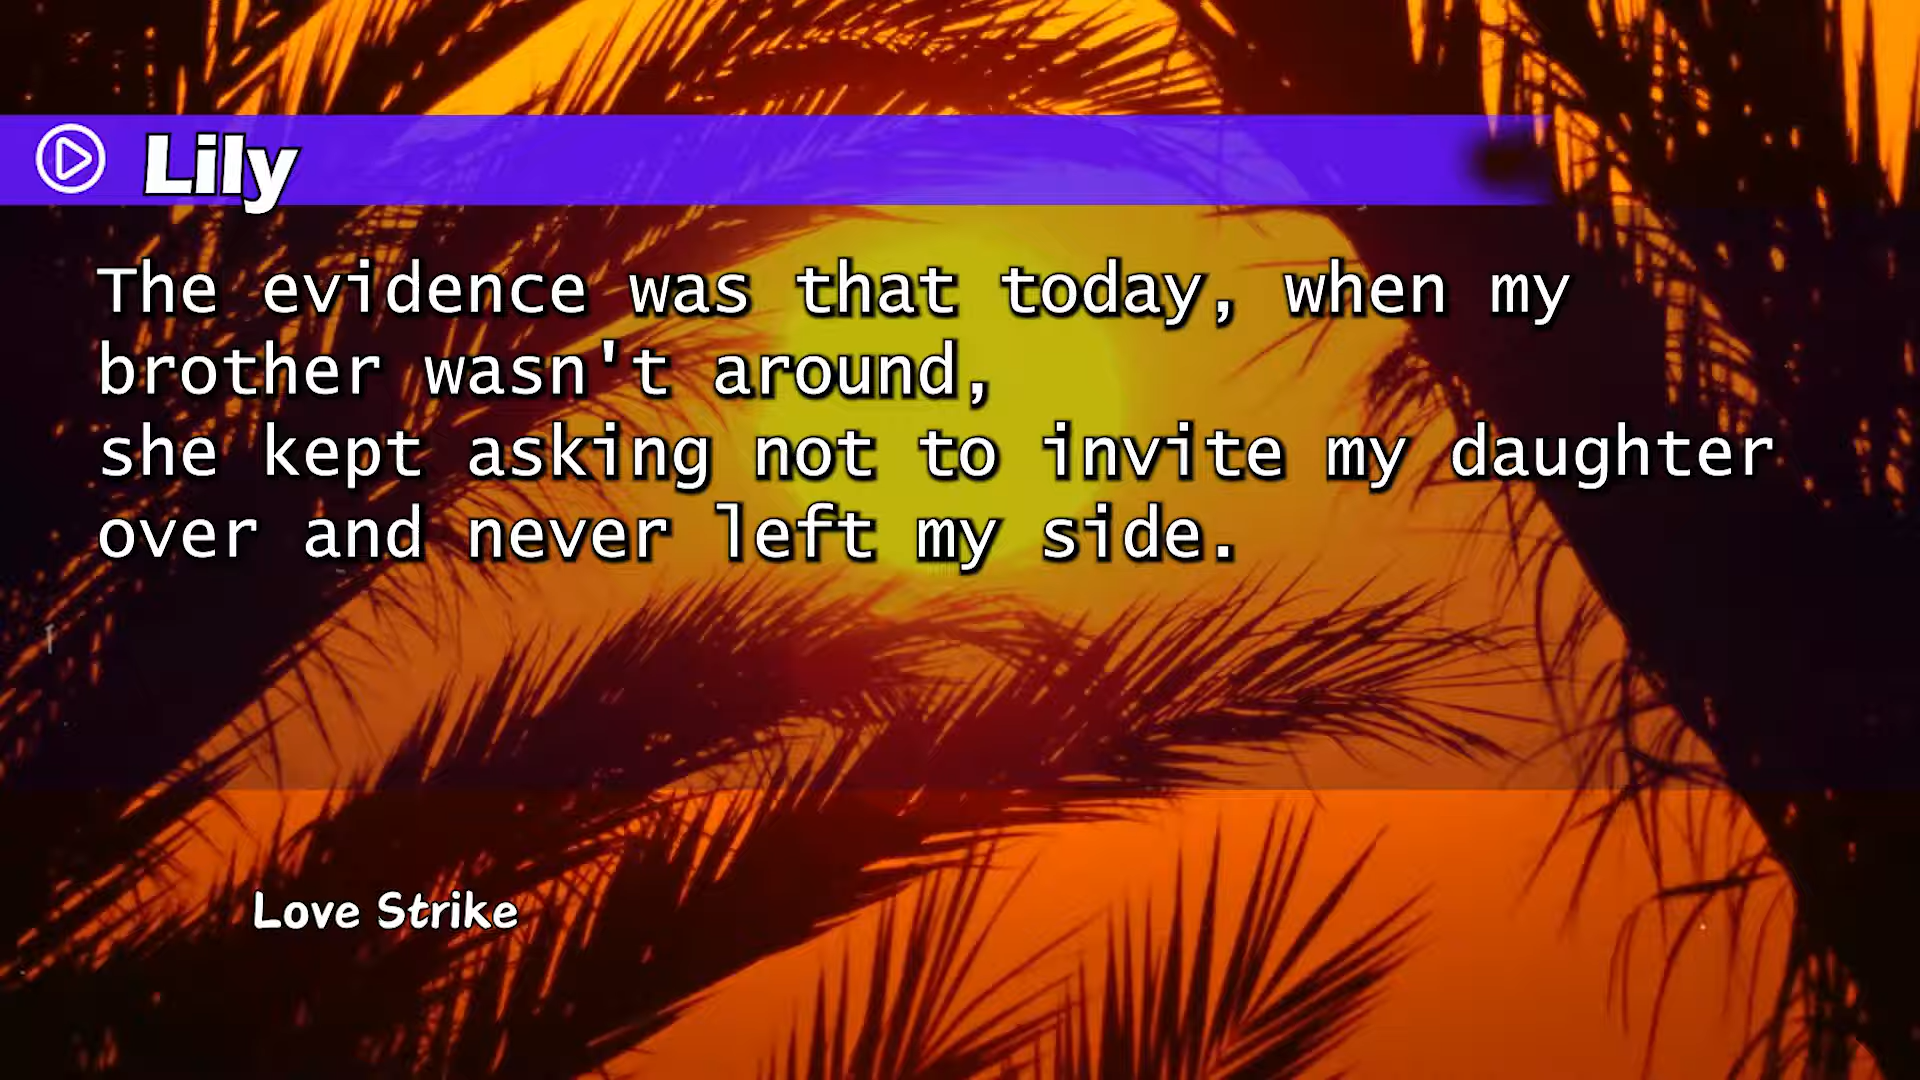 Lily
The evidence was that today, when my
brother wasn't around,
she kept asking not to invite my daughter
over and never left my side.
Love Strike